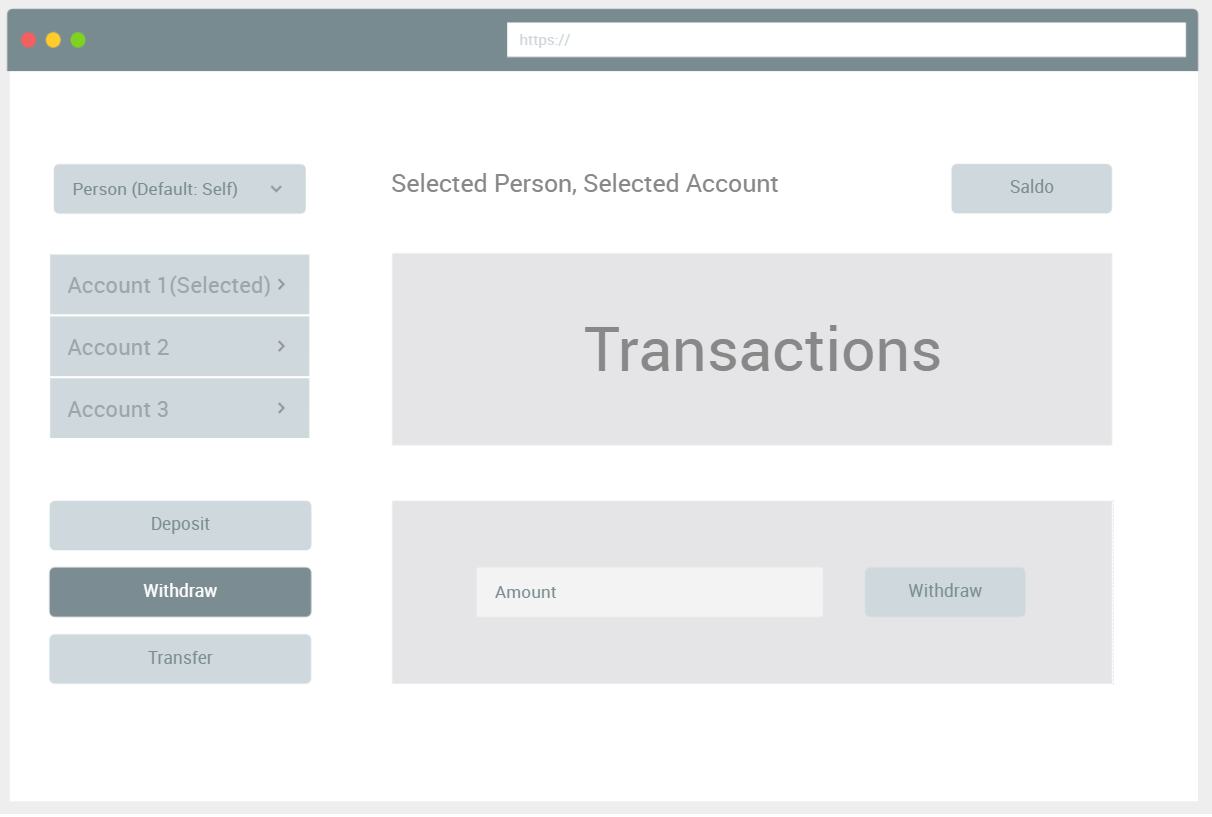 https://
Person (Default: Self)
Selected Person, Selected Account
Saldo
Account 1(Selected)
Account 2
Account 3
Transactions
Deposit
Withdraw
Transfer
Amount
Withdraw